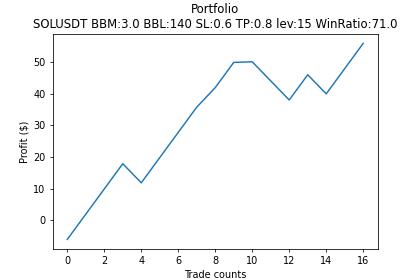 Portfolio
SOLUSDT BBM:3.0 BBL:140 SL:0.6 TP:0.8 lev:15 WinRatio:71.0
Profit ($)
50
40
30
20
10
0
0 2 4 6 8 10 12 14 16
Trade counts